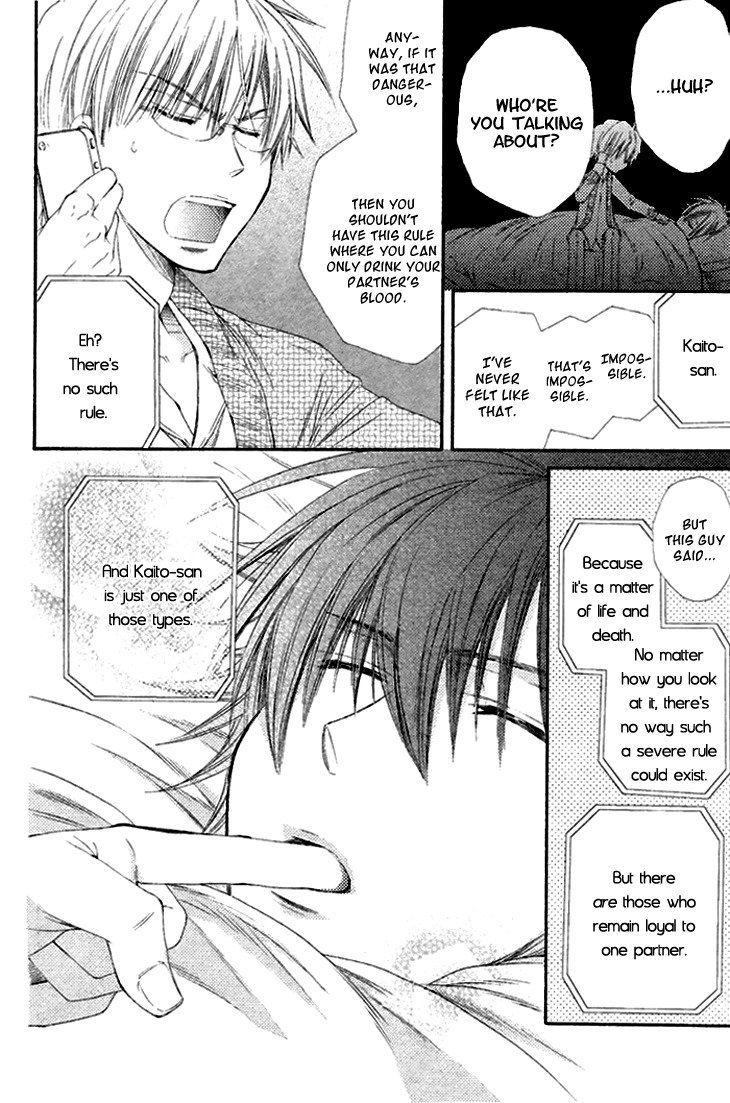 ...HUH?
WHO'RE
YOU TALKING
ABOUT?
Kaito-
san.
IMPOS-
SIBLE.
THAT'S
IMPOS-
SIBLE.
I'VE
NEVER
FELT LIKE
THAT.
ANY-
WAY, IF IT
WAS THAT
DANGER-
OUS,
THEN YOU
SHOULDN'T
HAVE THIS RULE
WHERE YOU CAN
ONLY DRINK YOUR
PARTNER'S
BLOOD.
Eh?
There's
no such
rule.
BUT
THIS GUY
SAID...
Because
it's a matter
of life and
death.
No matter
how you look
at it, there's
no way such
a severe rule
could exist.
But there
are those who
remain loyal to
one partner.
And Kaito-san
is just one of
those types.